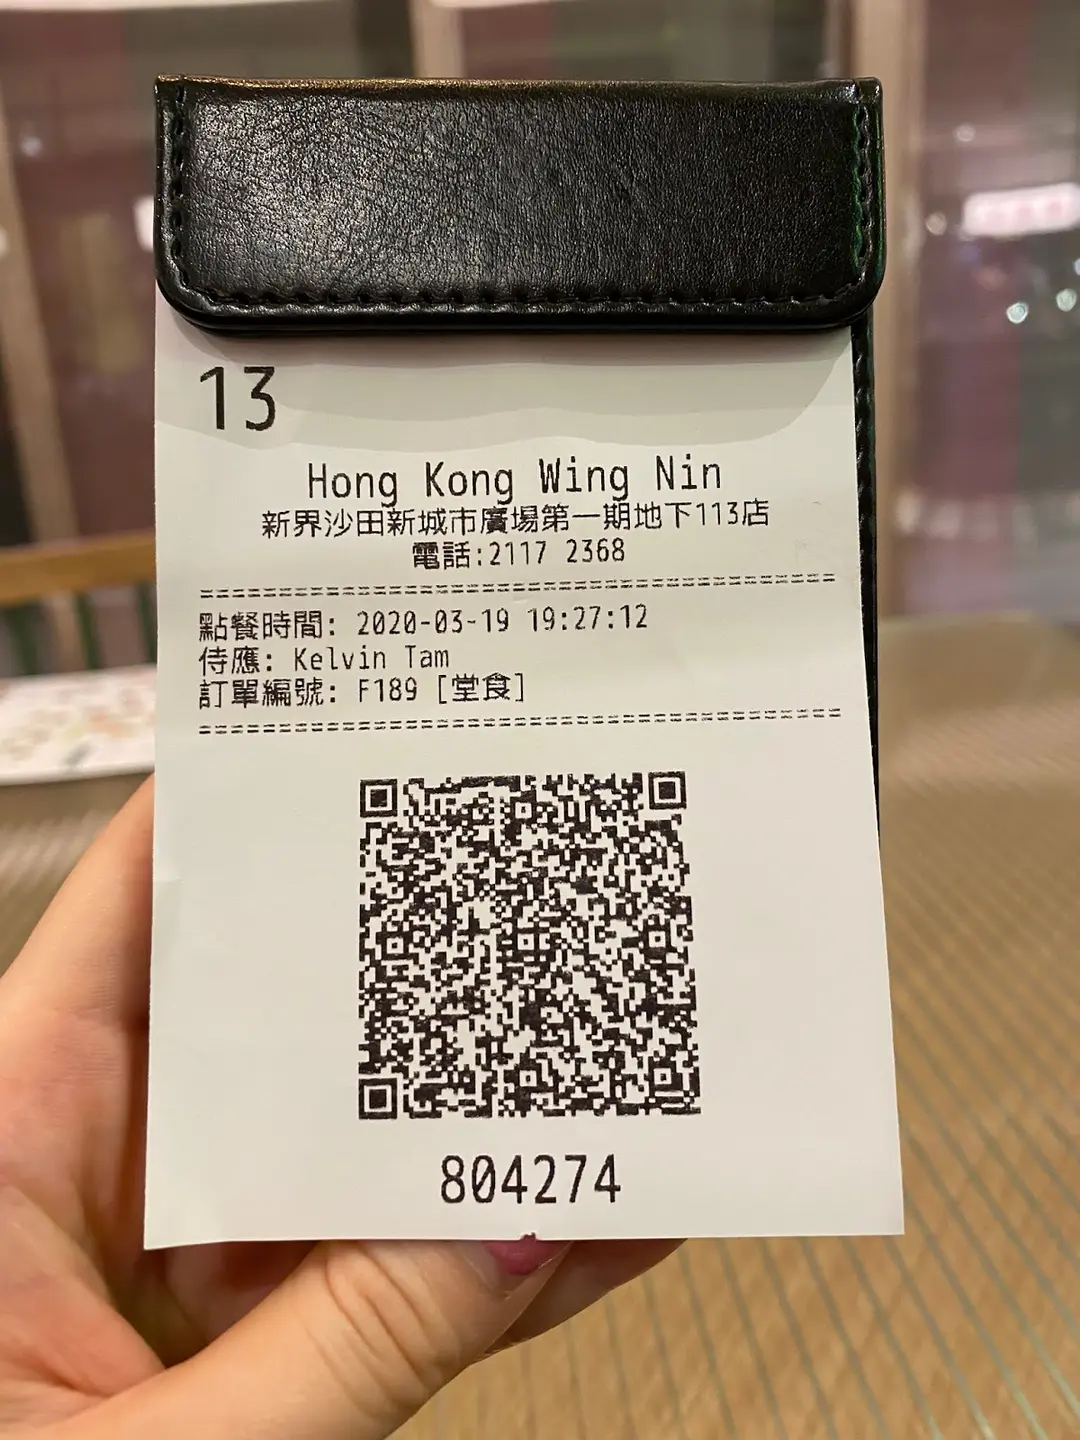 13
Hong Kong Wing Nin
新界沙田新城市廣場第一期地下113店
電話:2117 2368
點餐時間: 2020-03-19 19:27:12
侍應: Kelvin Tam
訂單編號: F189 [堂食]
804274